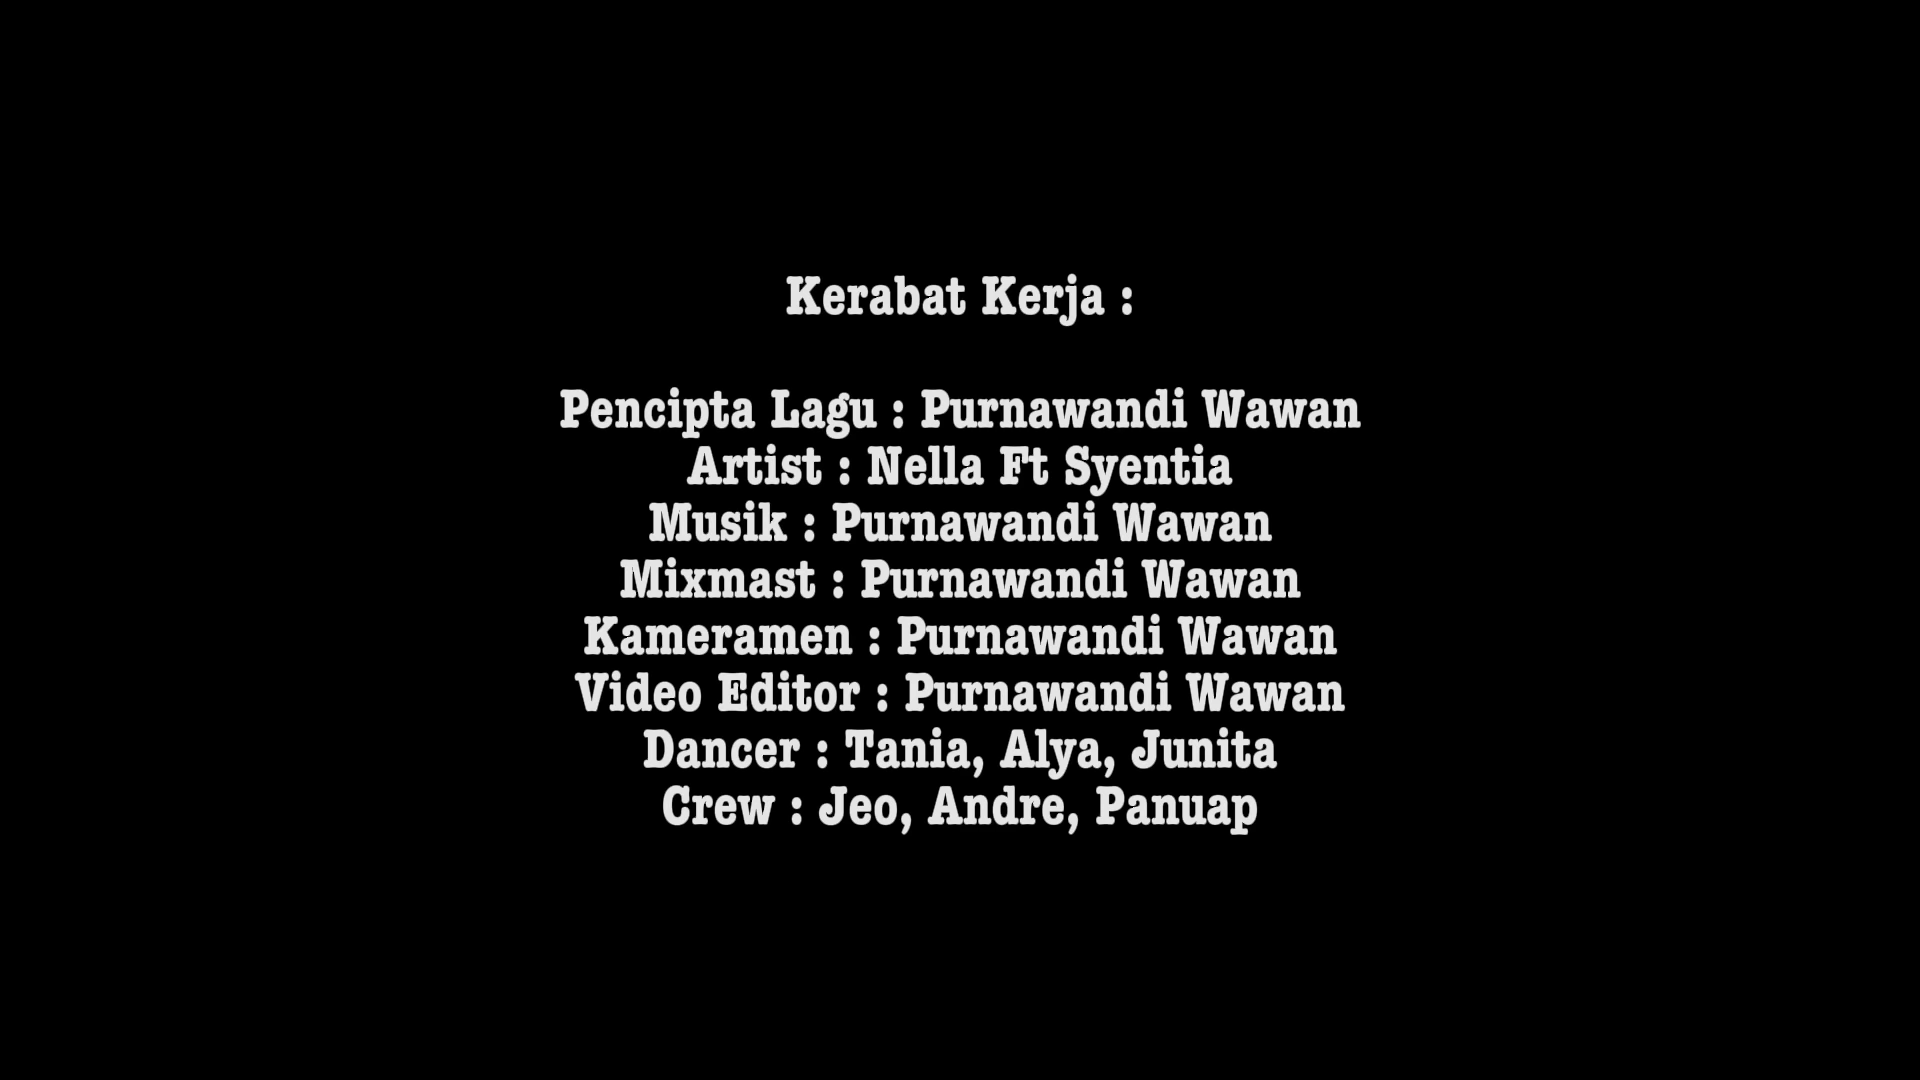 Kerabat Kerja :
Pencipta Lagu : Purnawandi Wawan
Artist : Nella Ft Syentia
Musik : Purnawandi Wawan
Mixmast : Purnawandi Wawan
Kameramen : Purnawandi Wawan
Video Editor : Purnawandi Wawan
Dancer : Tania, Alya, Junita
Crew : Jeo, Andre, Panuap